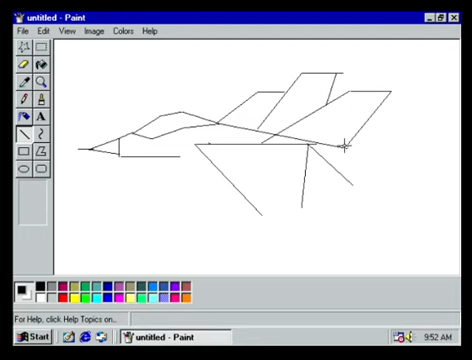 untitled - Paint
File Edit View Image Colors Help
A
For Help, click Help Topics on...
Start
untitled - Paint
9:52 AM